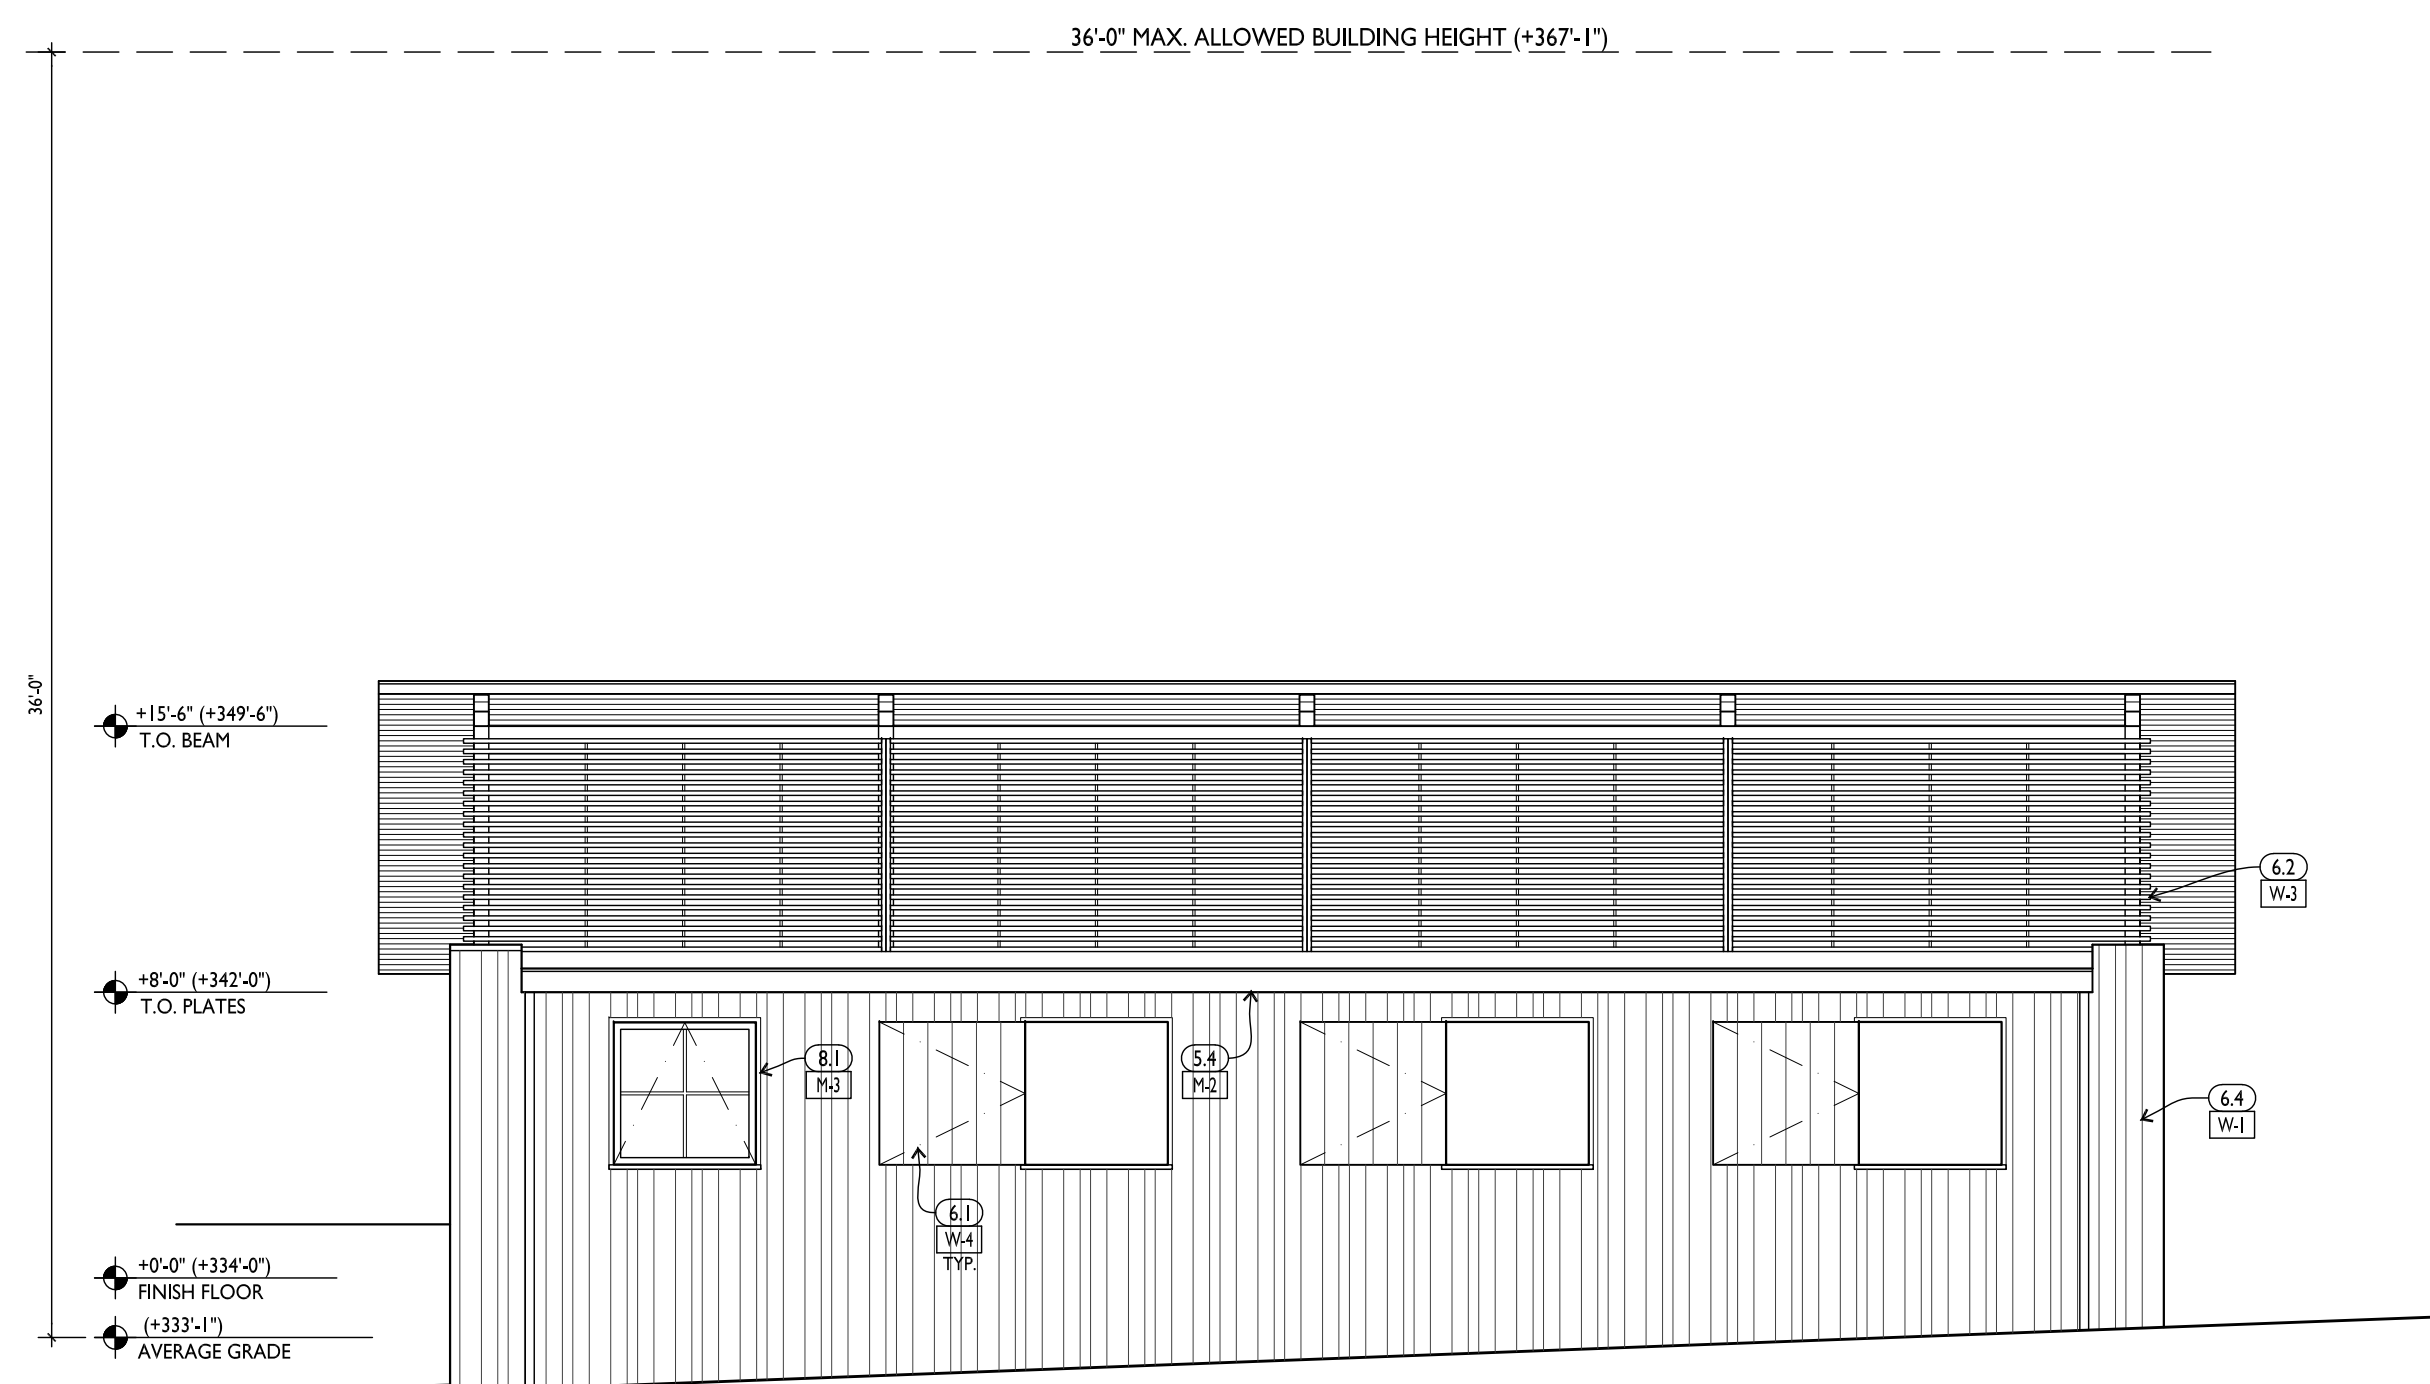 36'-0" MAX. ALLOWED BUILDING HEIGHT (+367'-1")
36'-0"
+15'-6" (+349'-6")
T.O. BEAM
6.2
W-3
+8'-0" (+342'-0")
T.O. PLATES
8.1
M-3
5.4
M-2
6.4
W-1
6.1
W-4
TYP.
+0'-0" (+334'-0")
FINISH FLOOR
(+333'-1")
AVERAGE GRADE